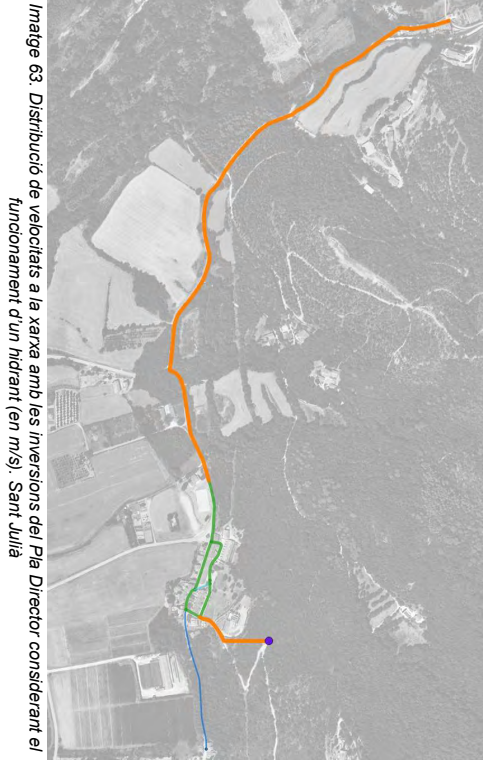 Imatge 63. Distribució de velocitats a la xarxa amb les inversions del Pla Director considerant el
funcionament d'un hidrant (en m/s). Sant Julià